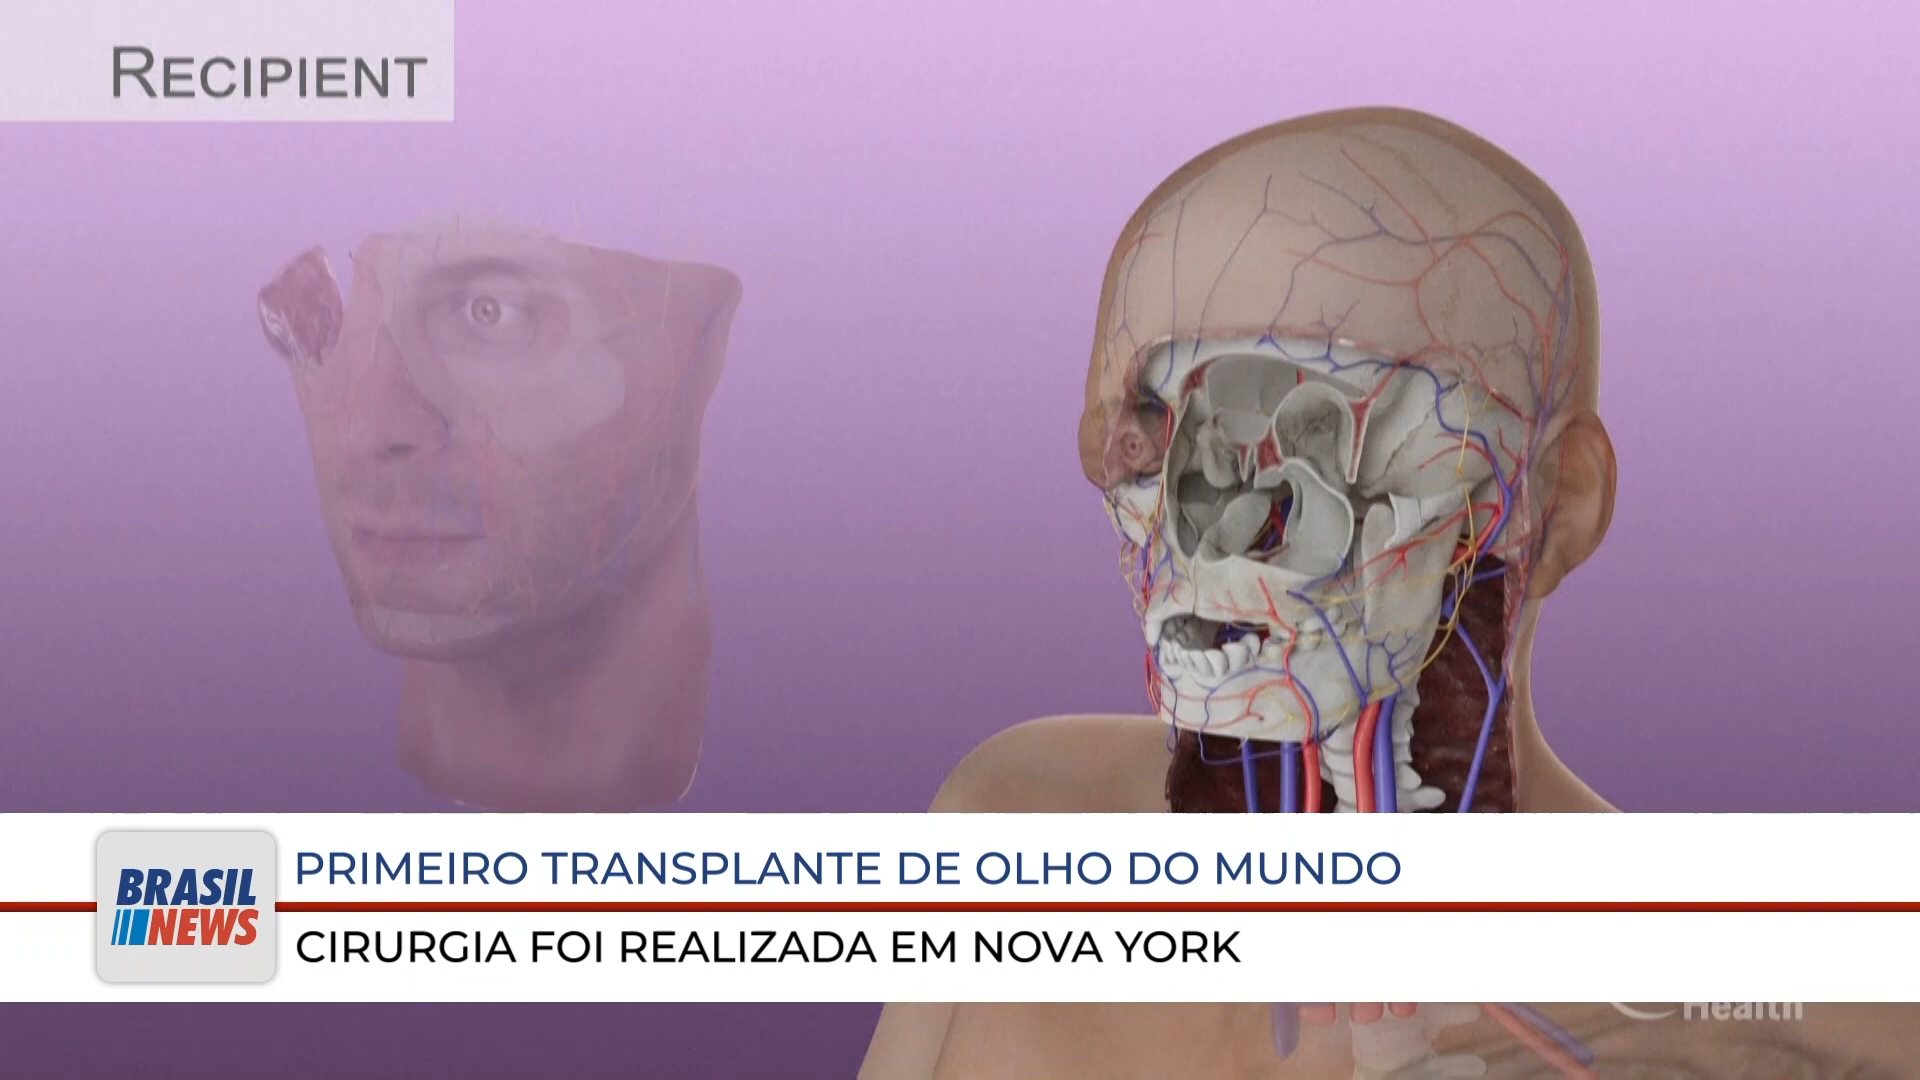 RECIPIENT
PRIMEIRO TRANSPLANTE DE OLHO DO MUNDO
BRASIL
NEWS
CIRURGIA FOI REALIZADA EM NOVA YORK
Health